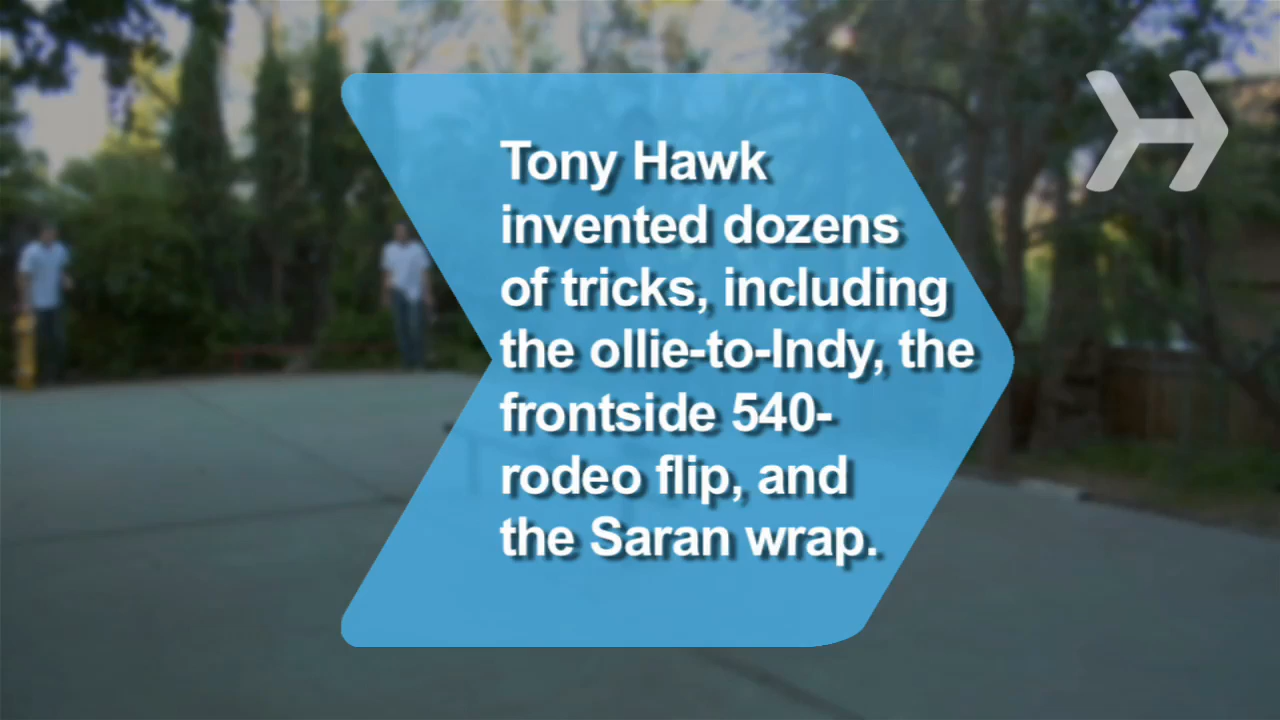 Tony Hawk
invented dozens
of tricks, including
the ollie-to-Indy, the
frontside 540-
rodeo flip, and
the Saran wrap.